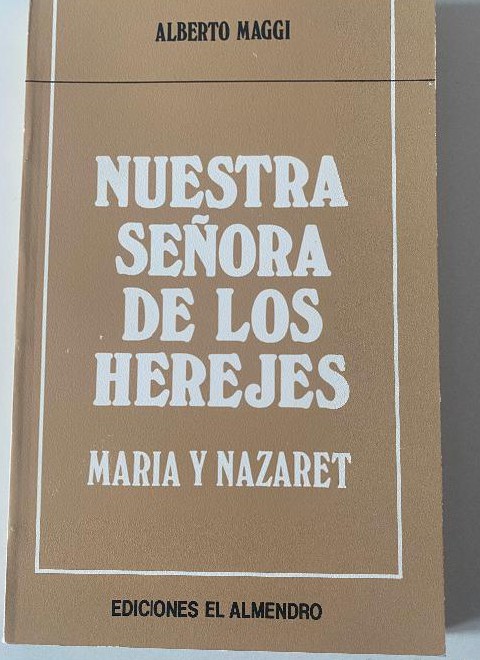 ALBERTO MAGGI
NUESTRA
SEÑORA
DE LOS
HEREJES
MARIA Y NAZARET
EDICIONES EL ALMENDRO